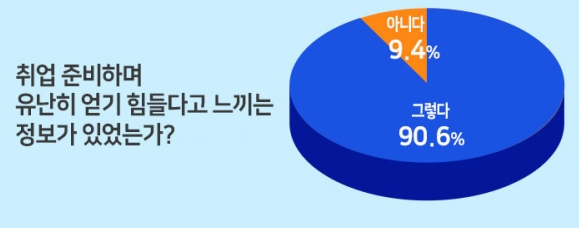 취업 준비하며
유난히 얻기 힘들다고 느끼는
정보가 있었는가?
아니다
9.4%
그렇다
90.6%